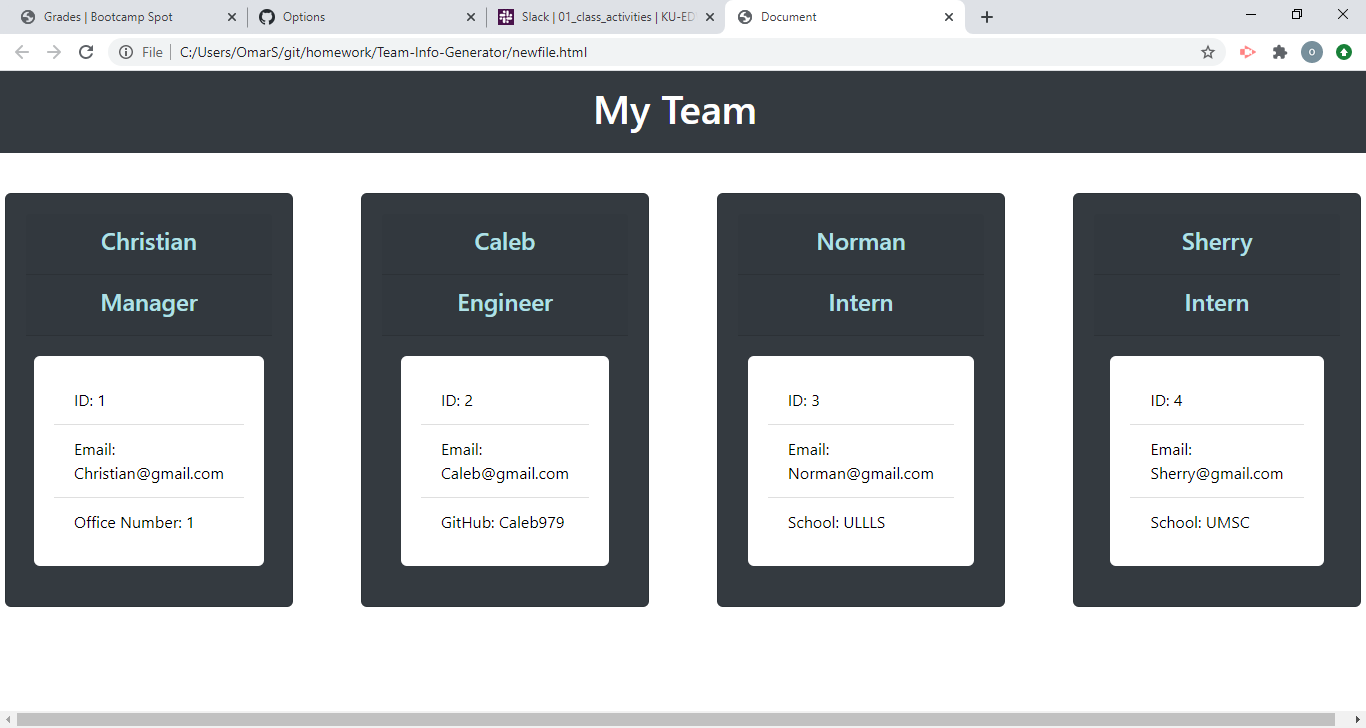 Grades | Bootcamp Spot
Options
Slack | 01_class_activities | KU-ED
Document
File
C:/Users/OmarS/git/homework/Team-Info-Generator/newfile.html
O
My Team
Christian
Manager
ID: 1
Email:
Christian@gmail.com
Office Number: 1
Caleb
Engineer
ID: 2
Email:
Caleb@gmail.com
GitHub: Caleb979
Norman
Intern
ID: 3
Email:
Norman@gmail.com
School: ULLLS
Sherry
Intern
ID: 4
Email:
Sherry@gmail.com
School: UMSC